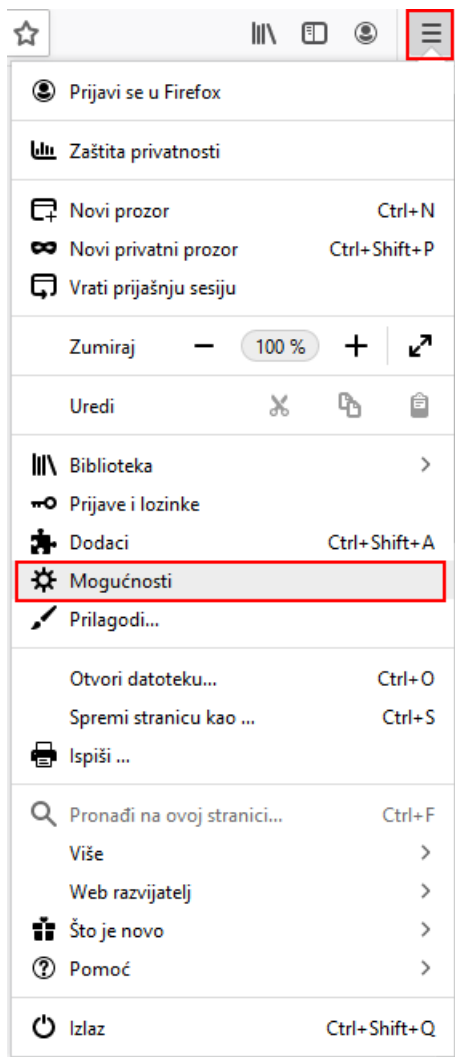 Prijavi se u Firefox
Zaštita privatnosti
Novi prozor Ctrl+N
Novi privatni prozor Ctrl+Shift+P
Vrati prijašnju sesiju
Zumiraj 100 %
Uredi
Biblioteka
Prijave i lozinke
Dodaci Ctrl+Shift+A
Mogućnosti
Prilagodi...
Otvori datoteku... Ctrl+O
Spremi stranicu kao ... Ctrl+S
Ispiši ...
Pronađi na ovoj stranici... Ctrl+F
Više
Web razvijatelj
Što je novo
Pomoć
Izlaz Ctrl+Shift+Q